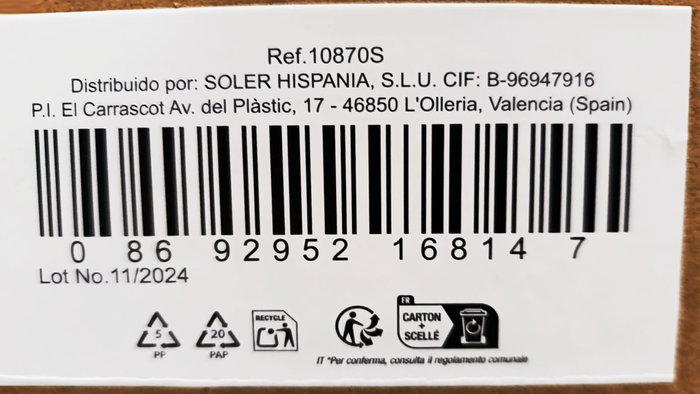 Ref.10870S
Distribuido por: SOLER HISPANIA, S.L.U. CIF: B-96947916
P.I. El Carrascot Av. del Plàstic, 17 - 46850 L'Olleria, Valencia (Spain)
0 86 92952 16814 7
Lot No.11/2024
5
PP
20
PAP
RECYCLE
FR
CARTON
+
SCELLÉ
IT *Per conferma, consulta il regolamento comunale